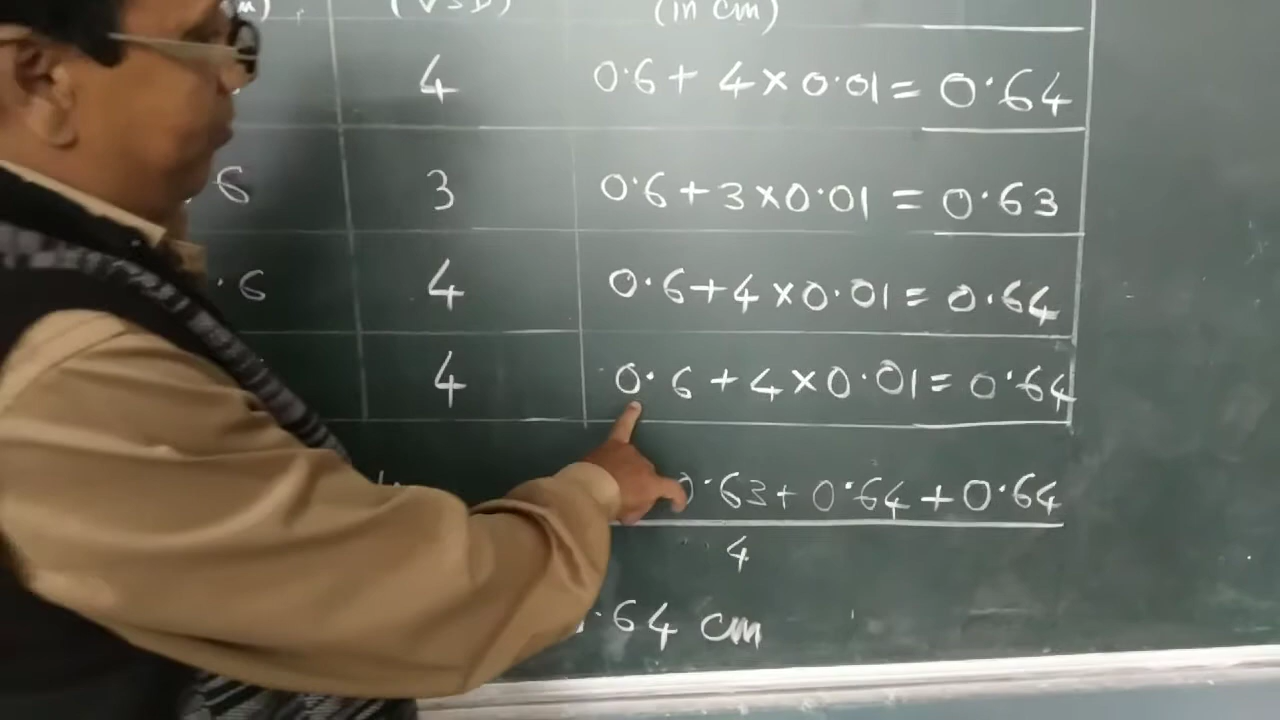 (VSD) (in cm)
4 0.6 + 4 × 0.01 = 0.64
6 3 0.6 + 3 × 0.01 = 0.63
.6 4 0.6 + 4 × 0.01 = 0.64
4 0.6 + 4 × 0.01 = 0.64
0.63 + 0.64 + 0.64
4
.64 cm